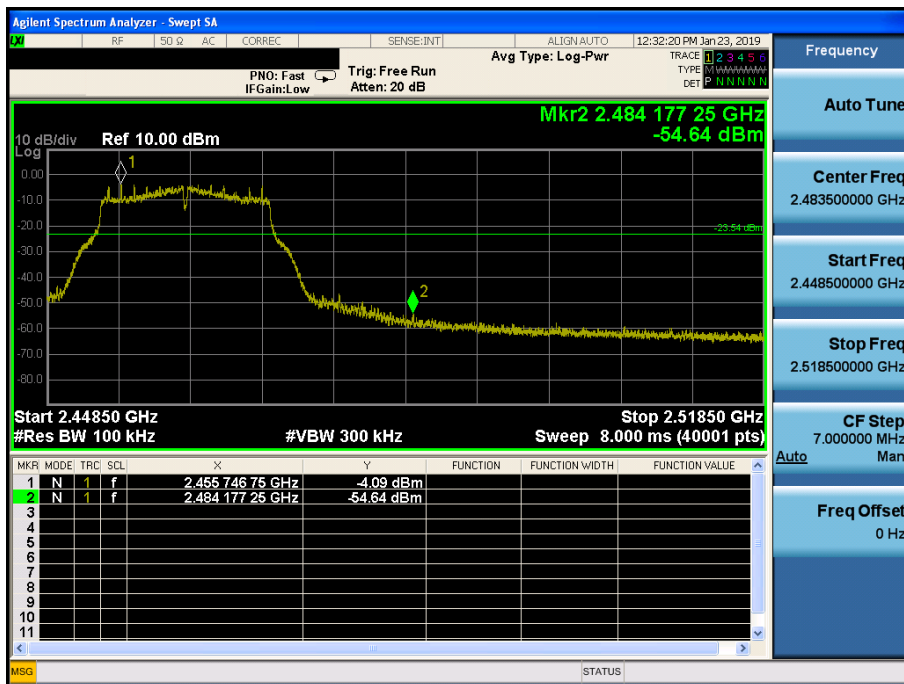 Agilent Spectrum Analyzer - Swept SA
LXI RF 50 Ω AC CORREC SENSE:INT ALIGN AUTO 12:32:20 PM Jan 23, 2019
Avg Type: Log-Pwr
TRACE 1 2 3 4 5 6
PNO: Fast Trig: Free Run
TYPE M WWWWW
IFGain:Low Atten: 20 dB
DET P N N N N N
Mkr2 2.484 177 25 GHz
-54.64 dBm
10 dB/div Ref 10.00 dBm
Log
1
0.00
-10.0
-20.0
-23.54 dBm
-30.0
-40.0
2
-50.0
-60.0
-70.0
-80.0
Start 2.44850 GHz Stop 2.51850 GHz
#Res BW 100 kHz #VBW 300 kHz Sweep 8.000 ms (40001 pts)
MKR MODE TRC SCL X Y FUNCTION FUNCTION WIDTH FUNCTION VALUE
1 N 1 f 2.455 746 75 GHz -4.09 dBm
2 N 1 f 2.484 177 25 GHz -54.64 dBm
3
4
5
6
7
8
9
10
11
MSG STATUS
Frequency
Auto Tune
Center Freq
2.483500000 GHz
Start Freq
2.448500000 GHz
Stop Freq
2.518500000 GHz
CF Step
7.000000 MHz
Auto Man
Freq Offset
0 Hz